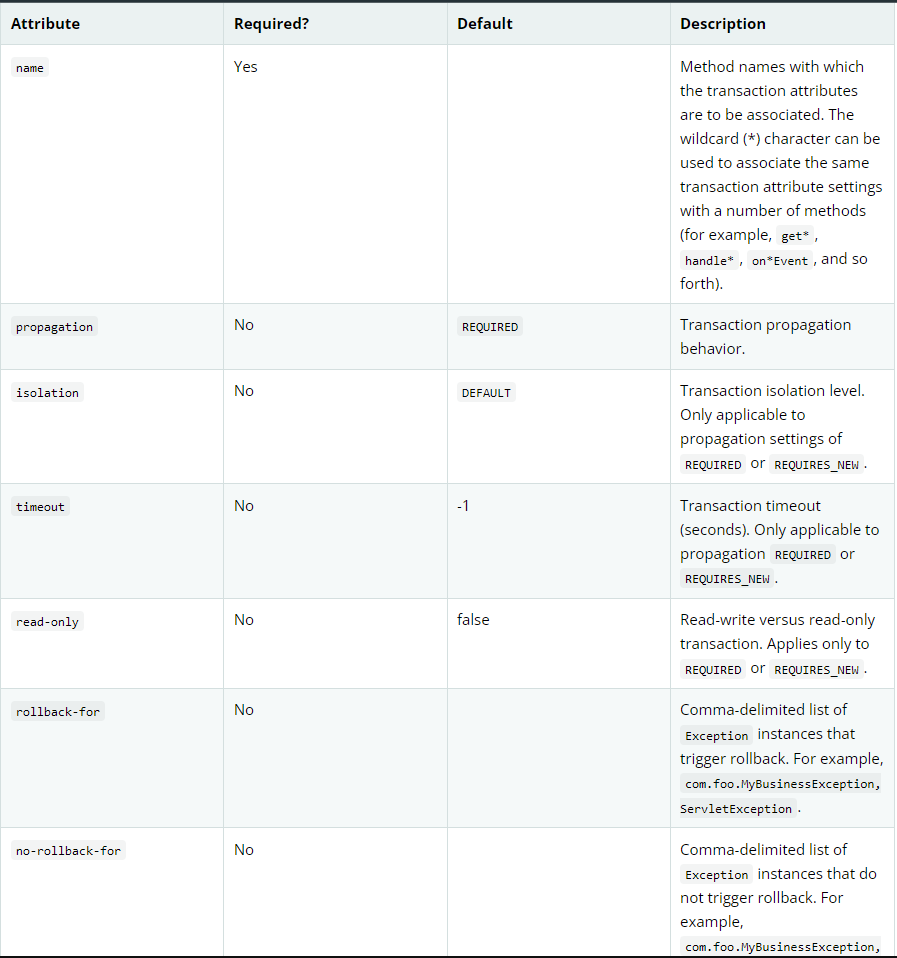 Attribute Required? Default Description
name Yes Method names with which
the transaction attributes
are to be associated. The
wildcard (*) character can be
used to associate the same
transaction attribute settings
with a number of methods
(for example, get* ,
handle* , on*Event , and so
forth).
propagation No REQUIRED Transaction propagation
behavior.
isolation No DEFAULT Transaction isolation level.
Only applicable to
propagation settings of
REQUIRED or REQUIRES_NEW .
timeout No -1 Transaction timeout
(seconds). Only applicable to
propagation REQUIRED or
REQUIRES_NEW .
read-only No false Read-write versus read-only
transaction. Applies only to
REQUIRED or REQUIRES_NEW .
rollback-for No Comma-delimited list of
Exception instances that
trigger rollback. For example,
com.foo.MyBusinessException,
ServletException .
no-rollback-for No Comma-delimited list of
Exception instances that do
not trigger rollback. For
example,
com.foo.MyBusinessException,